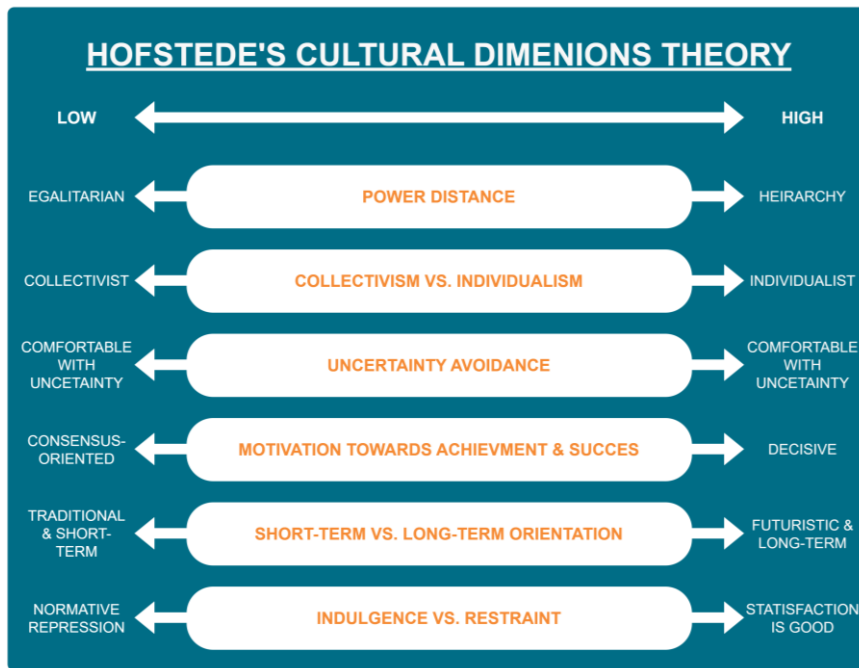 HOFSTEDE'S CULTURAL DIMENIONS THEORY
LOW
HIGH
EGALITARIAN
POWER DISTANCE
HEIRARCHY
COLLECTIVIST
COLLECTIVISM VS. INDIVIDUALISM
INDIVIDUALIST
COMFORTABLE
WITH
UNCETAINTY
UNCERTAINTY AVOIDANCE
COMFORTABLE
WITH
UNCETAINTY
CONSENSUS-
ORIENTED
MOTIVATION TOWARDS ACHIEVMENT & SUCCES
DECISIVE
TRADITIONAL
& SHORT-
TERM
SHORT-TERM VS. LONG-TERM ORIENTATION
FUTURISTIC &
LONG-TERM
NORMATIVE
REPRESSION
INDULGENCE VS. RESTRAINT
STATISFACTION
IS GOOD